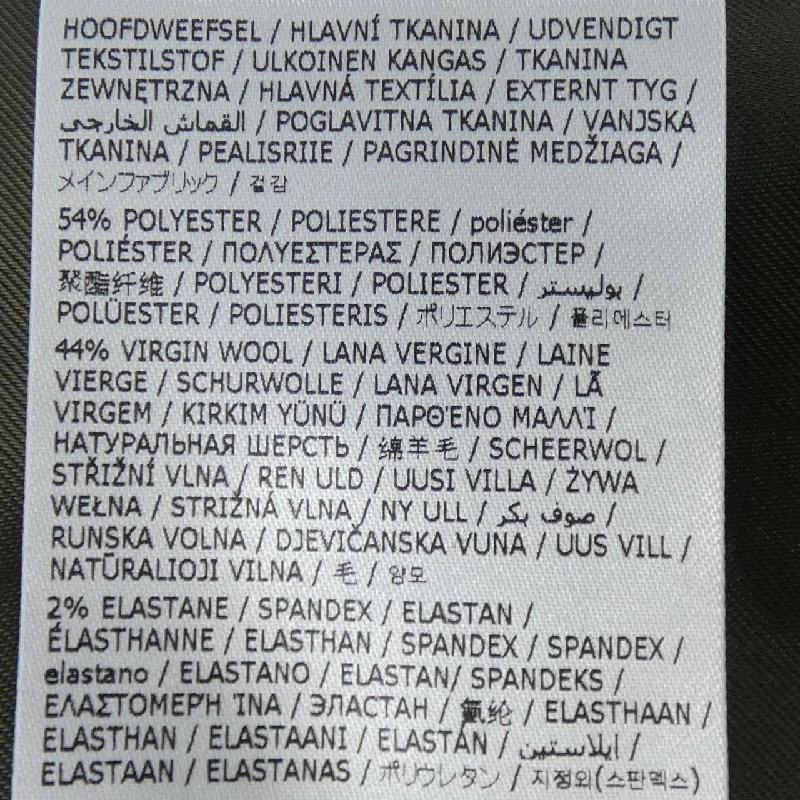 HOOFDWEEFSEL / HLAVNÍ TKANINA / UDVENDIGT
TEKSTILSTOF / ULKOINEN KANGAS / TKANINA
ZEWNĘTRZNA / HLAVNÁ TEXTÍLIA / EXTERNT TYG /
القماش الخارجي / POGLAVITNA TKANINA / VANJSKA
TKANINA / PEALISRIIE / PAGRINDINĖ MEDŽIAGA /
メインファブリック / 겉감
54% POLYESTER / POLIESTERE / poliéster /
POLIÉSTER / ΠΟΛΥΕΣΤΕΡΑΣ / ПОЛИЭСТЕР /
聚酯纤维 / POLYESTERI / POLIESTER / بوليستر /
POLÜESTER / POLIESTERIS / ポリエステル / 폴리에스터
44% VIRGIN WOOL / LANA VERGINE / LAINE
VIERGE / SCHURWOLLE / LANA VIRGEN / LÃ
VIRGEM / KIRKIM YÜNÜ / ΠΑΡΘΈΝΟ ΜΑΛΛΊ /
НАТУРАЛЬНАЯ ШЕРСТЬ / 绵羊毛 / SCHEERWOL /
STŘIŽNÍ VLNA / REN ULD / UUSI VILLA / ŻYWA
WEŁNA / STRIŽNÁ VLNA / NY ULL / صوف بكر /
RUNSKA VOLNA / DJEVIČANSKA VUNA / UUS VILL /
NATŪRALIOJI VILNA / 毛 / 양모
2% ELASTANE / SPANDEX / ELASTAN /
ÉLASTHANNE / ELASTHAN / SPANDEX / SPANDEX /
elastano / ELASTANO / ELASTAN/ SPANDEKS /
ΕΛΑΣΤΟΜΕΡΉ ΊΝΑ / ЭЛАСТАН / 氨纶 / ELASTHAAN /
ELASTHAN / ELASTAANI / ELASTÁN / إيلاستين /
ELASTAAN / ELASTANAS / ポリウレタン / 지정외(스판덱스)